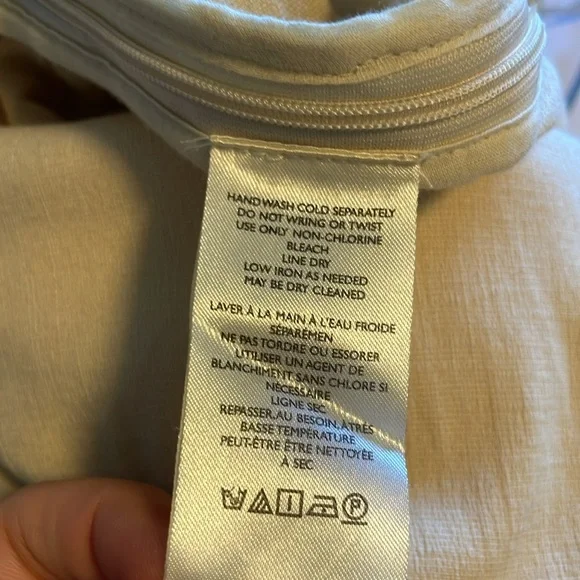 HAND WASH COLD SEPARATELY
DO NOT WRING OR TWIST
USE ONLY NON-CHLORINE
BLEACH
LINE DRY
LOW IRON AS NEEDED
MAY BE DRY CLEANED
LAVER À LA MAIN À L'EAU FROIDE
SÉPARÉMEN
NE PAS TORDRE OU ESSORER
UTILISER UN AGENT DE
BLANCHIMENT SANS CHLORE SI
NÉCESSAIRE
LIGNE SEC
REPASSER, AU BESOIN, À TRÉS
BASSE TEMPÉRATURE
PEUT-ÊTRE ÊTRE NETTOYÉE
À SEC
P